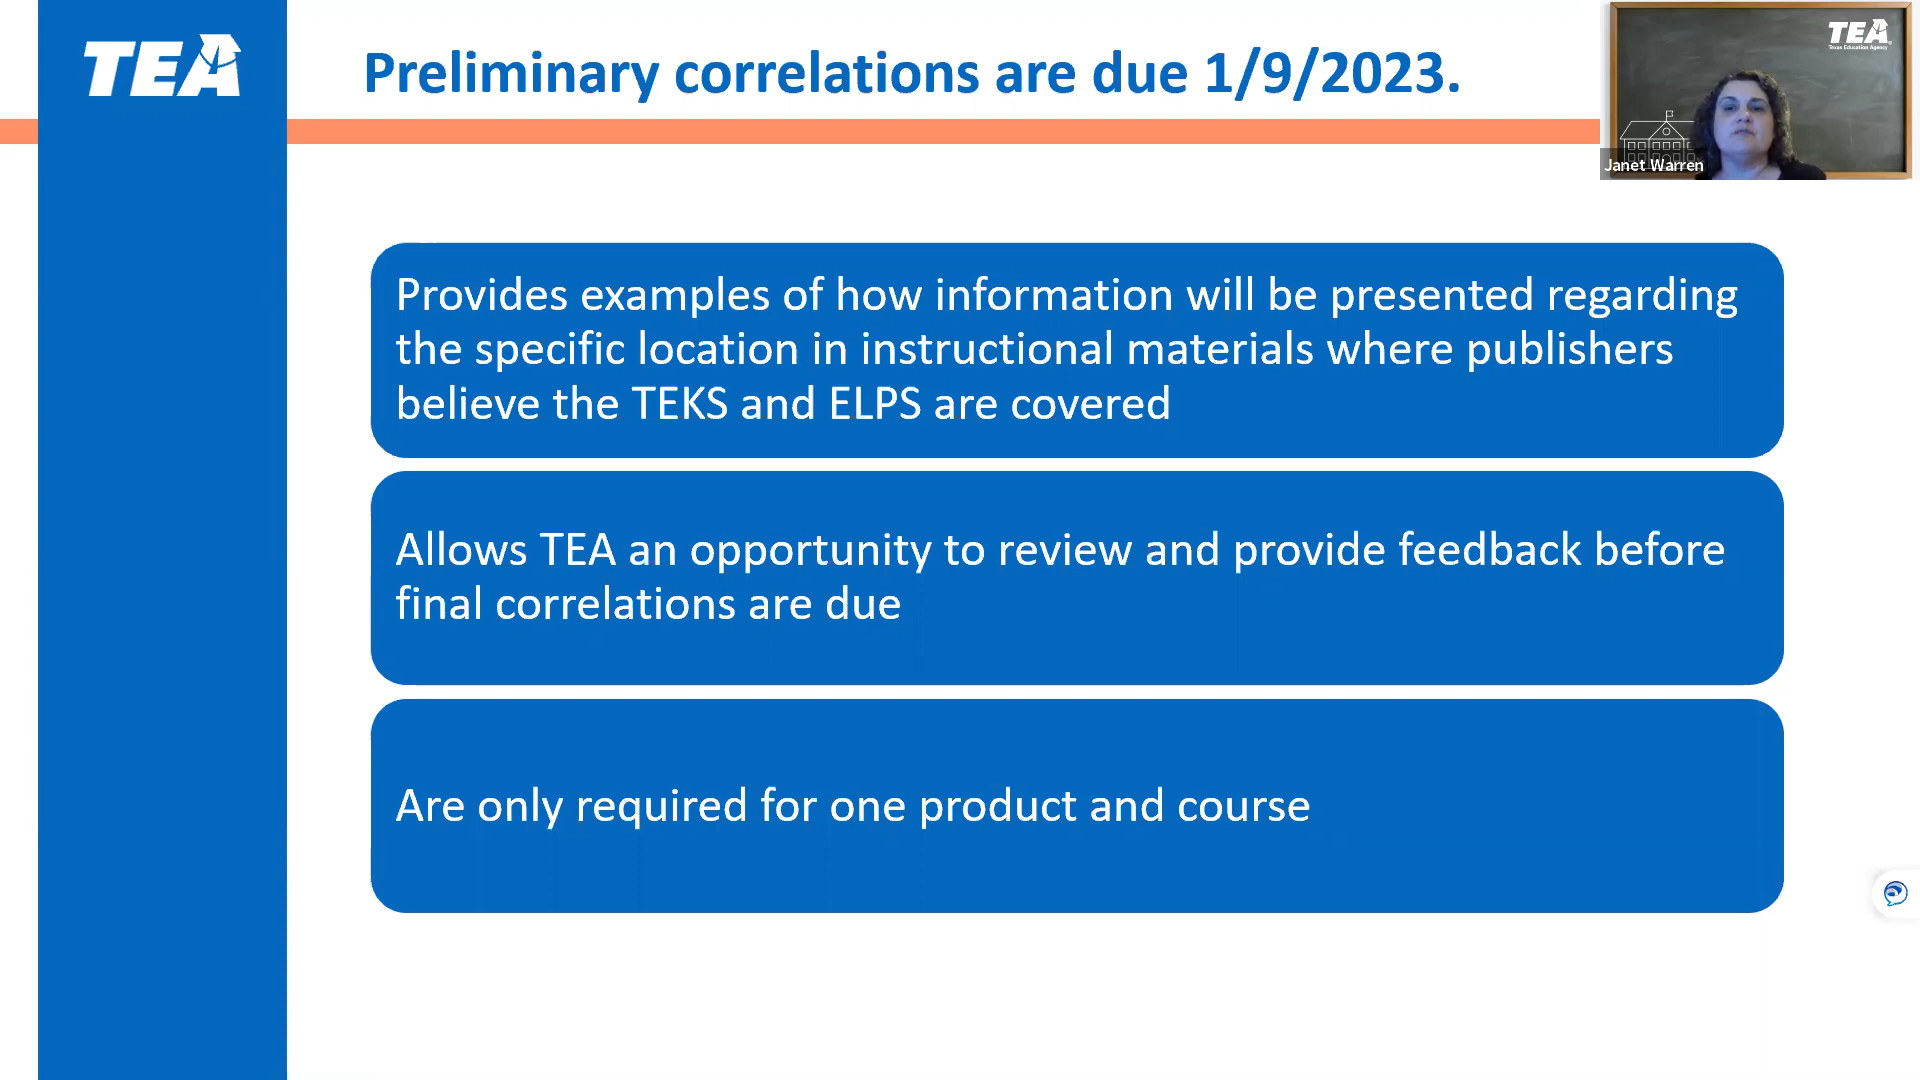 TEA
Preliminary correlations are due 1/9/2023.
TEA
Texas Education Agency
Janet Warren
Provides examples of how information will be presented regarding
the specific location in instructional materials where publishers
believe the TEKS and ELPS are covered
Allows TEA an opportunity to review and provide feedback before
final correlations are due
Are only required for one product and course